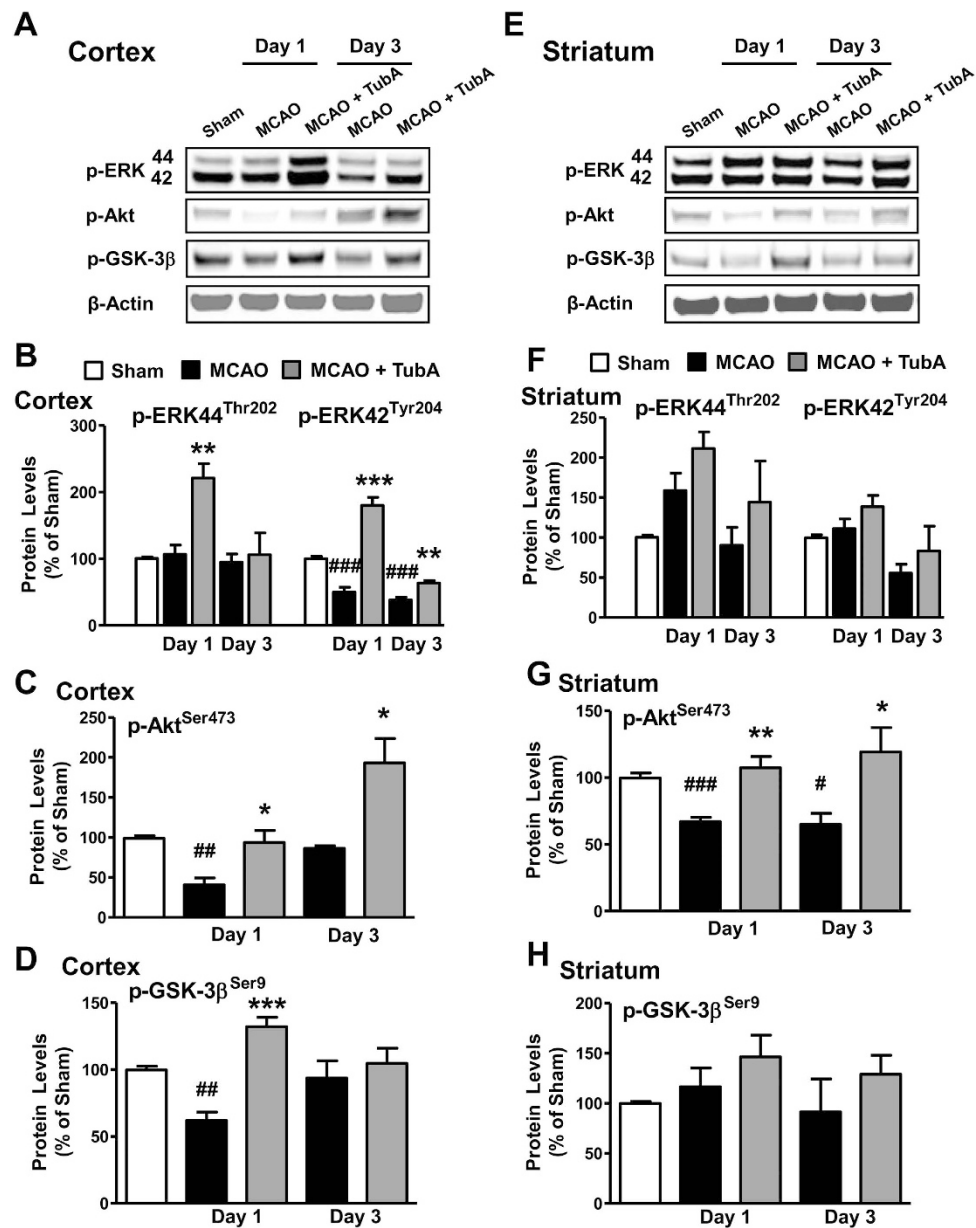 A
Cortex
Day 1
Day 3
Sham
MCAO
MCAO + TubA
MCAO
MCAO + TubA
p-ERK 44
42
p-Akt
p-GSK-3β
β-Actin
E
Striatum
Day 1
Day 3
Sham
MCAO
MCAO + TubA
MCAO
MCAO + TubA
p-ERK 44
42
p-Akt
p-GSK-3β
β-Actin
B
Sham MCAO MCAO + TubA
Cortex
p-ERK44Thr202 p-ERK42Tyr204
Protein Levels
(% of Sham)
300
200
100
0
**
### *** ### **
Day 1 Day 3 Day 1 Day 3
F
Sham MCAO MCAO + TubA
Striatum
p-ERK44Thr202 p-ERK42Tyr204
Protein Levels
(% of Sham)
250
200
150
100
50
0
Day 1 Day 3 Day 1 Day 3
C
Cortex
p-AktSer473
Protein Levels
(% of Sham)
250
200
150
100
50
0
## * *
Day 1 Day 3
G
Striatum
p-AktSer473
Protein Levels
(% of Sham)
150
100
50
0
### ** # *
Day 1 Day 3
D
Cortex
p-GSK-3βSer9
Protein Levels
(% of Sham)
150
100
50
0
## ***
Day 1 Day 3
H
Striatum
p-GSK-3βSer9
Protein Levels
(% of Sham)
200
150
100
50
0
Day 1 Day 3